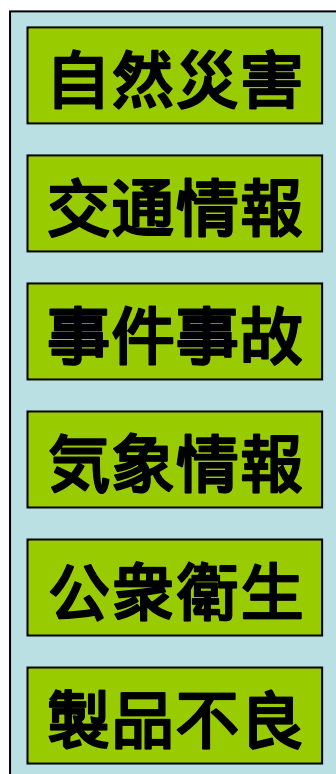 自然災害
交通情報
事件事故
気象情報
公衆衛生
製品不良